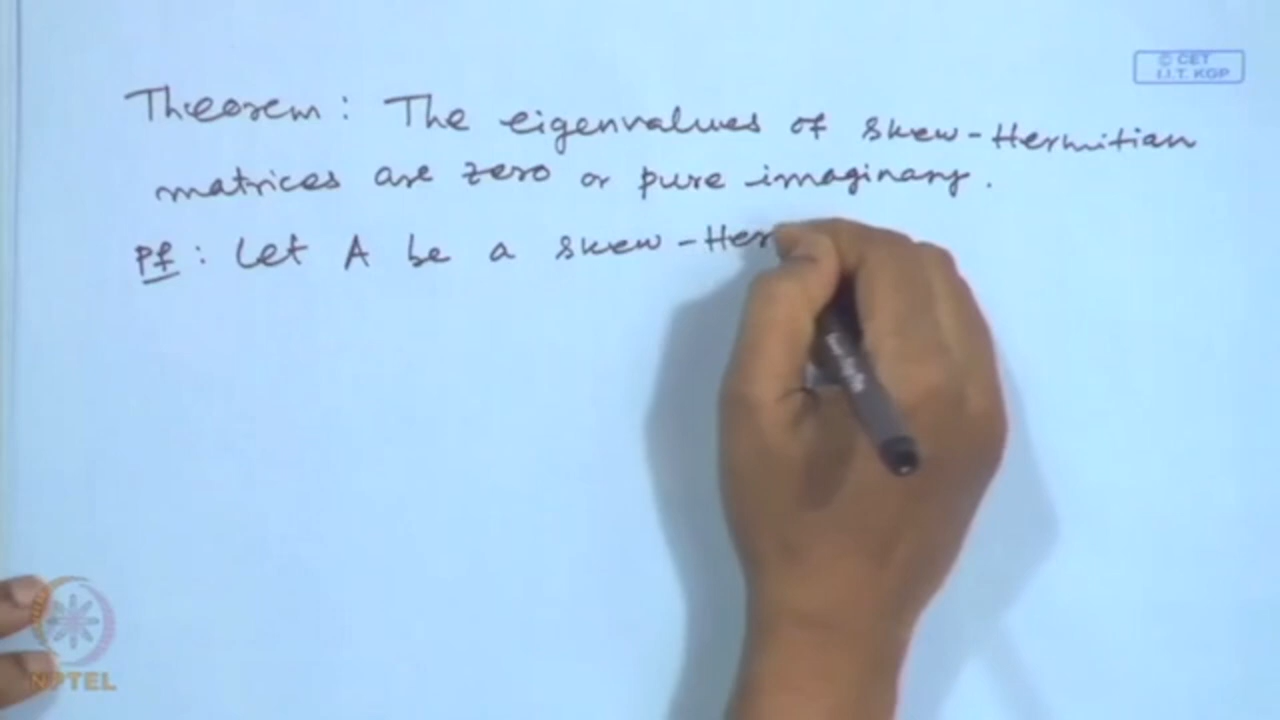 © CET
I.I.T. KGP
Theorem: The eigenvalues of skew-Hermitian
matrices are zero or pure imaginary.
Pf: Let A be a skew-Her
NPTEL